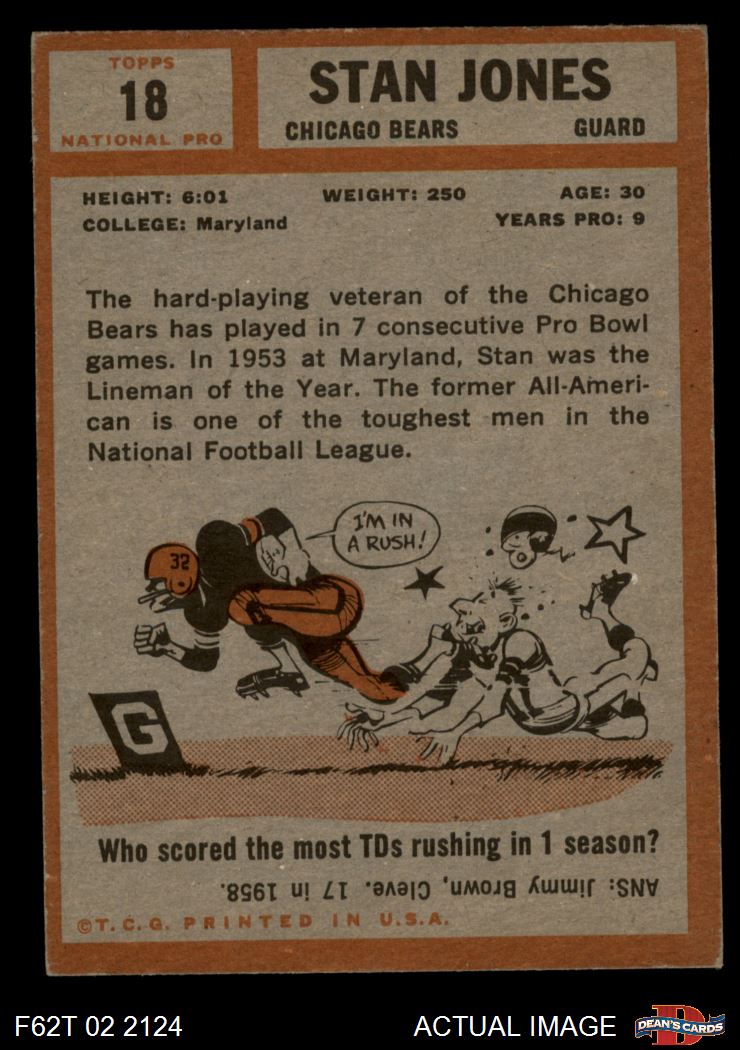 TOPPS
18
NATIONAL PRO
STAN JONES
CHICAGO BEARS GUARD
HEIGHT: 6:01 WEIGHT: 250 AGE: 30
COLLEGE: Maryland YEARS PRO: 9
The hard-playing veteran of the Chicago
Bears has played in 7 consecutive Pro Bowl
games. In 1953 at Maryland, Stan was the
Lineman of the Year. The former All-Ameri-
can is one of the toughest men in the
National Football League.
I'M IN
A RUSH!
32
G
Who scored the most TDs rushing in 1 season?
ANS: Jimmy Brown, Cleve. 17 in 1958.
©T.C.G. PRINTED IN U.S.A.
F62T 02 2124 ACTUAL IMAGE
D
DEAN'S CARDS